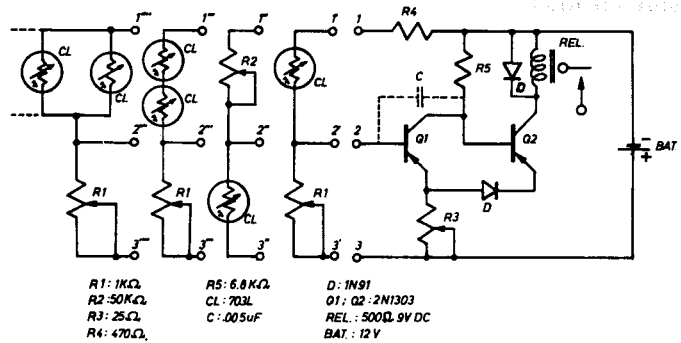 1'''' 1''' 1'' 1' 1 R4
REL.
CL CL CL R2 CL R5 D
CL C
2'''' 2''' 2'' 2' 2 Q1 Q2 BAT
- +
R1 R1 CL R1 D
R3
3'''' 3''' 3'' 3' 3
R1: 1KΩ
R2: 50KΩ
R3: 25Ω
R4: 470Ω
R5: 6.8KΩ
CL: 703L
C: .005uF
D: 1N91
Q1; Q2: 2N1303
REL.: 500Ω 9V DC
BAT.: 12V